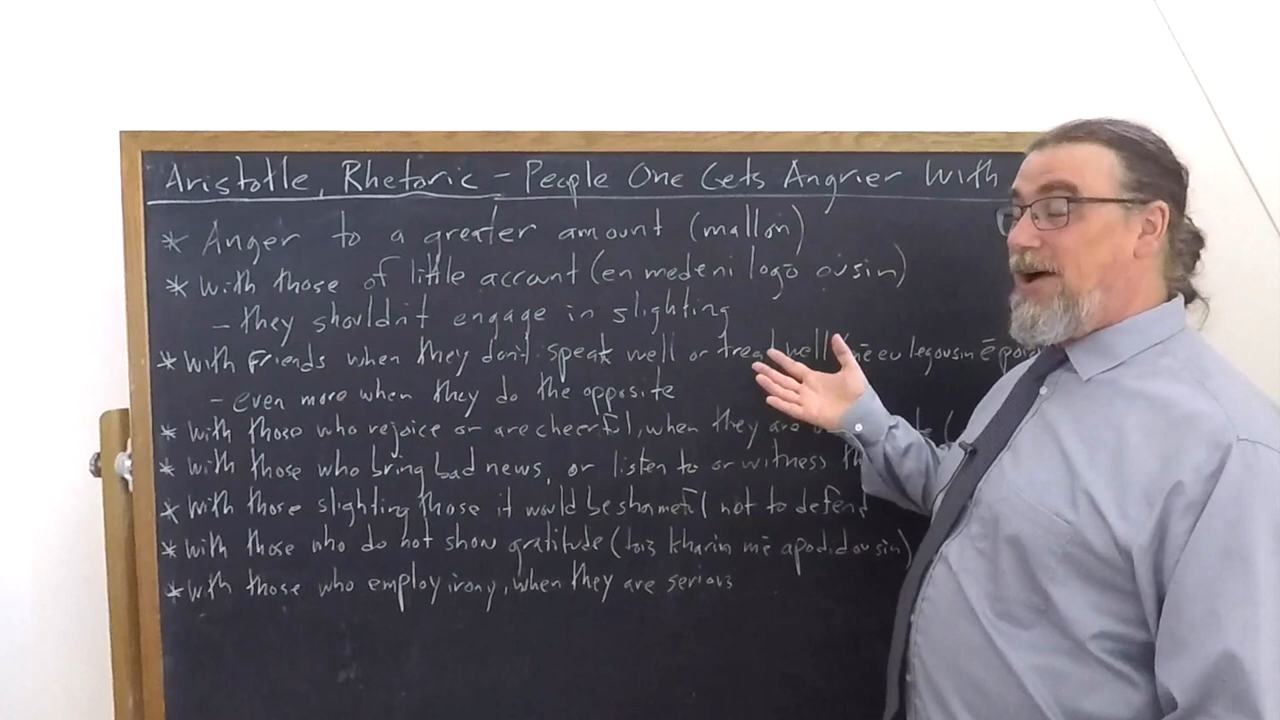 Aristotle, Rhetoric - People One Gets Angrier With
* Anger to a greater amount (mallon)
* With those of little account (en medeni logō ousin)
- they shouldn't engage in slighting
* With friends when they don't speak well or treat well mē eu legousin ē
- even more when they do the opposite
* With those who rejoice or are cheerful, when they are
* With those who bring bad news, or listen to or witness
* With those slighting those it would be shameful not to defend
* With those who do not show gratitude (tois kharin mē apodidousin)
* With those who employ irony, when they are serious